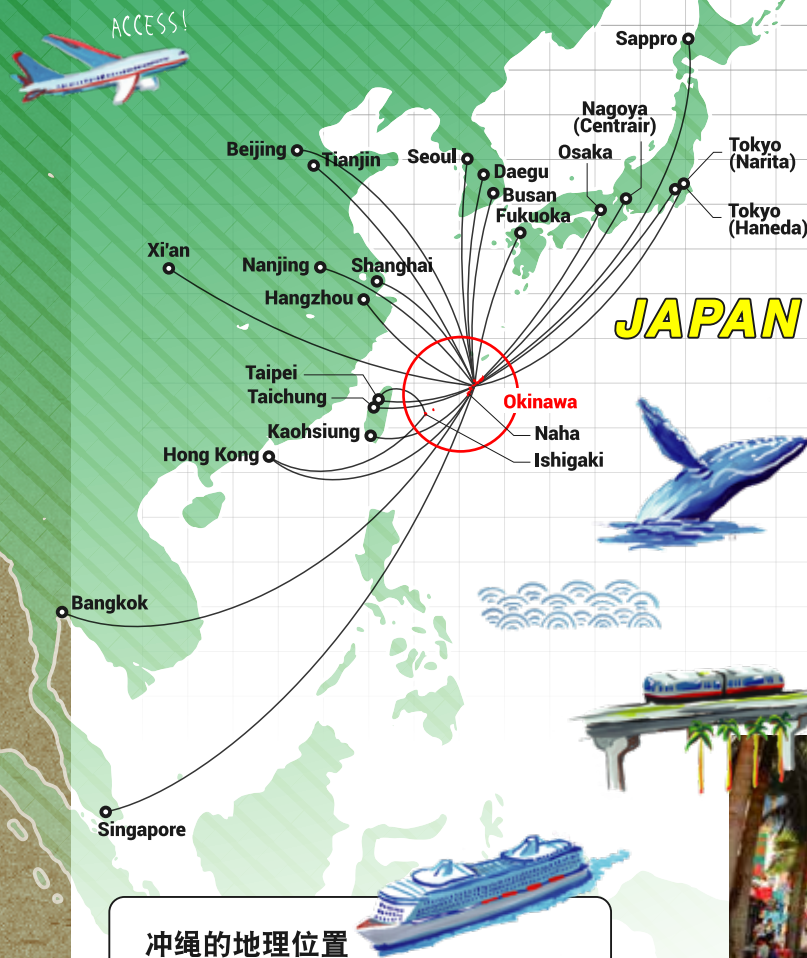 ACCESS!
Sappro
Nagoya
(Centrair)
Osaka
Tokyo
(Narita)
Tokyo
(Haneda)
Beijing
Tianjin
Seoul
Daegu
Busan
Fukuoka
Xi'an
Nanjing
Shanghai
Hangzhou
JAPAN
Taipei
Taichung
Okinawa
Kaohsiung
Naha
Hong Kong
Ishigaki
Bangkok
Singapore
冲绳的地理位置